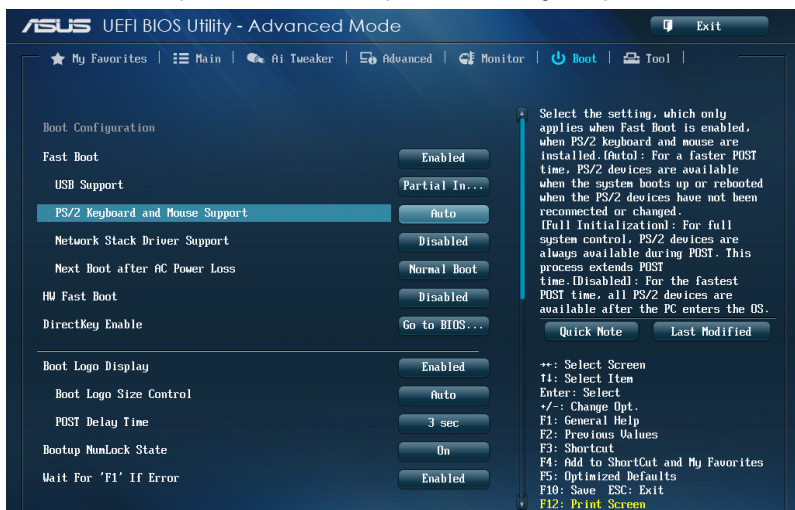 ASUS UEFI BIOS Utility - Advanced Mode
Exit
My Favorites | Main | Ai Tweaker | Advanced | Monitor | Boot | Tool |
Boot Configuration
Fast Boot Enabled
USB Support Partial In...
PS/2 Keyboard and Mouse Support Auto
Network Stack Driver Support Disabled
Next Boot after AC Power Loss Normal Boot
HW Fast Boot Disabled
DirectKey Enable Go to BIOS...
Boot Logo Display Enabled
Boot Logo Size Control Auto
POST Delay Time 3 sec
Bootup NumLock State On
Wait For 'F1' If Error Enabled
Select the setting, which only
applies when Fast Boot is enabled,
when PS/2 keyboard and mouse are
installed.[Auto]: For a faster POST
time, PS/2 devices are available
when the system boots up or rebooted
when the PS/2 devices have not been
reconnected or changed.
[Full Initialization]: For full
system control, PS/2 devices are
always available during POST. This
process extends POST
time.[Disabled]: For the fastest
POST time, all PS/2 devices are
available after the PC enters the OS.
Quick Note Last Modified
→←: Select Screen
↑↓: Select Item
Enter: Select
+/-: Change Opt.
F1: General Help
F2: Previous Values
F3: Shortcut
F4: Add to ShortCut and My Favorites
F5: Optimized Defaults
F10: Save ESC: Exit
F12: Print Screen